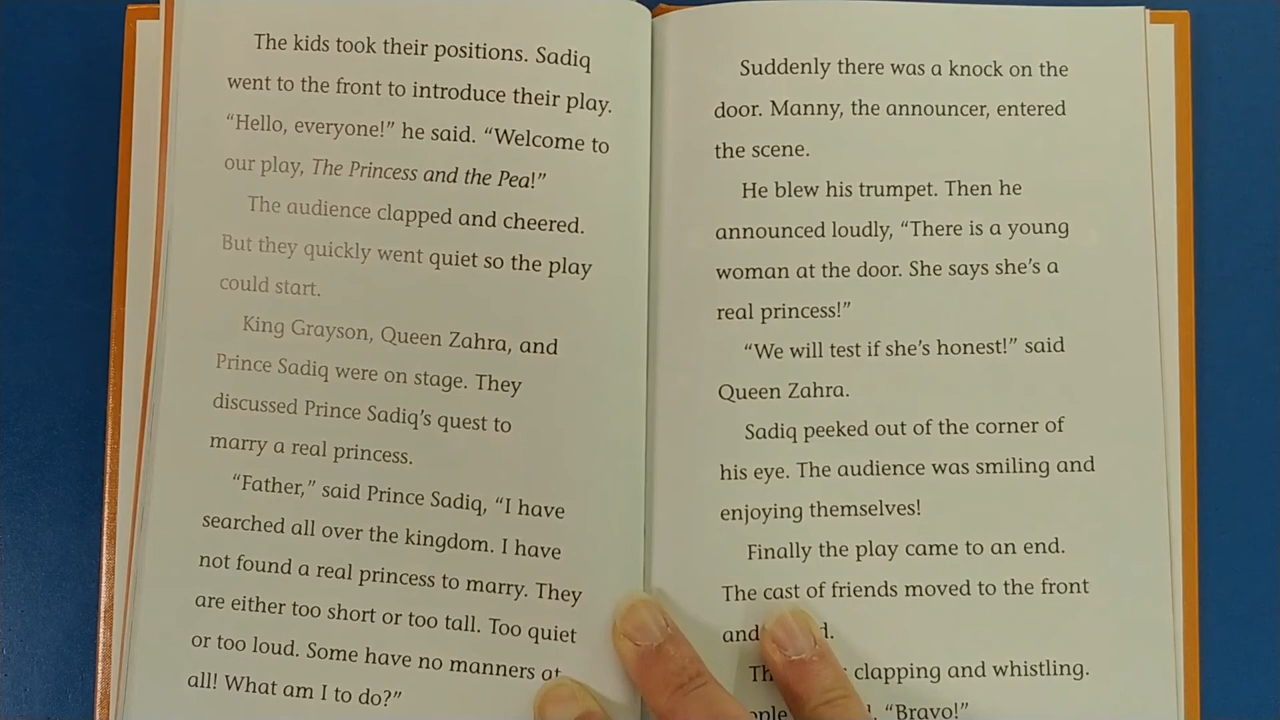 The kids took their positions. Sadiq
went to the front to introduce their play.
“Hello, everyone!” he said. “Welcome to
our play, The Princess and the Pea!”
The audience clapped and cheered.
But they quickly went quiet so the play
could start.
King Grayson, Queen Zahra, and
Prince Sadiq were on stage. They
discussed Prince Sadiq’s quest to
marry a real princess.
“Father,” said Prince Sadiq, “I have
searched all over the kingdom. I have
not found a real princess to marry. They
are either too short or too tall. Too quiet
or too loud. Some have no manners at
all! What am I to do?”
Suddenly there was a knock on the
door. Manny, the announcer, entered
the scene.
He blew his trumpet. Then he
announced loudly, “There is a young
woman at the door. She says she’s a
real princess!”
“We will test if she’s honest!” said
Queen Zahra.
Sadiq peeked out of the corner of
his eye. The audience was smiling and
enjoying themselves!
Finally the play came to an end.
The cast of friends moved to the front
and
clapping and whistling.
“Bravo!”